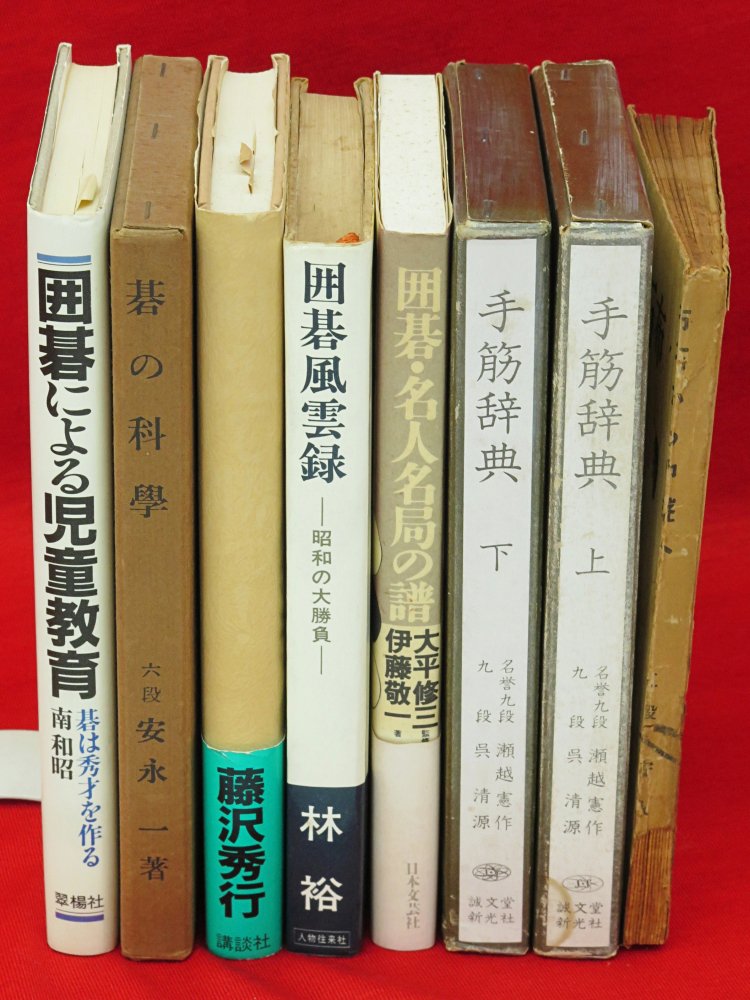 囲碁による児童教育
碁は秀才を作る
南和昭
翠楊社
碁の科學
六段 安永一著
藤沢秀行
講談社
囲碁風雲録
―昭和の大勝負―
林裕
人物往来社
囲碁・名人名局の譜
大平修三 監修
伊藤敬一 著
日本文芸社
手筋辞典 下
名誉九段 瀬越憲作
九段 呉清源
誠文堂
新光社
手筋辞典 上
名誉九段 瀬越憲作
九段 呉清源
誠文堂
新光社